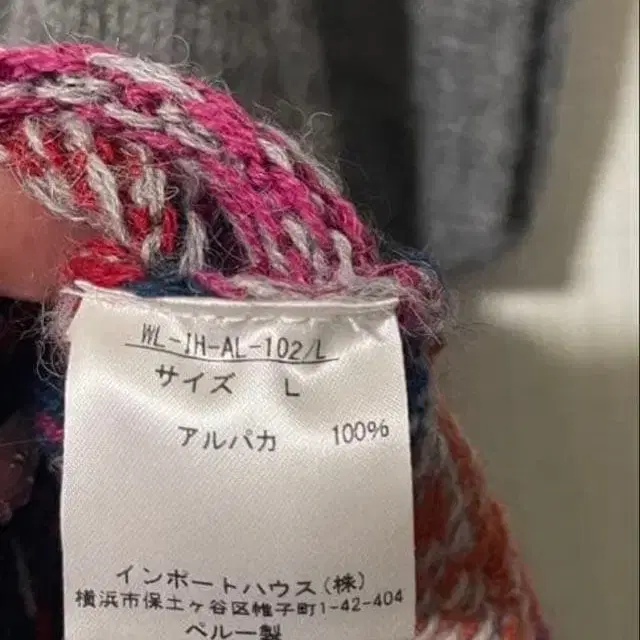 WL-IH-AL-102/L
サイズ L
アルパカ 100%
インポートハウス(株)
横浜市保土ヶ谷区帷子町1-42-404
ペルー製